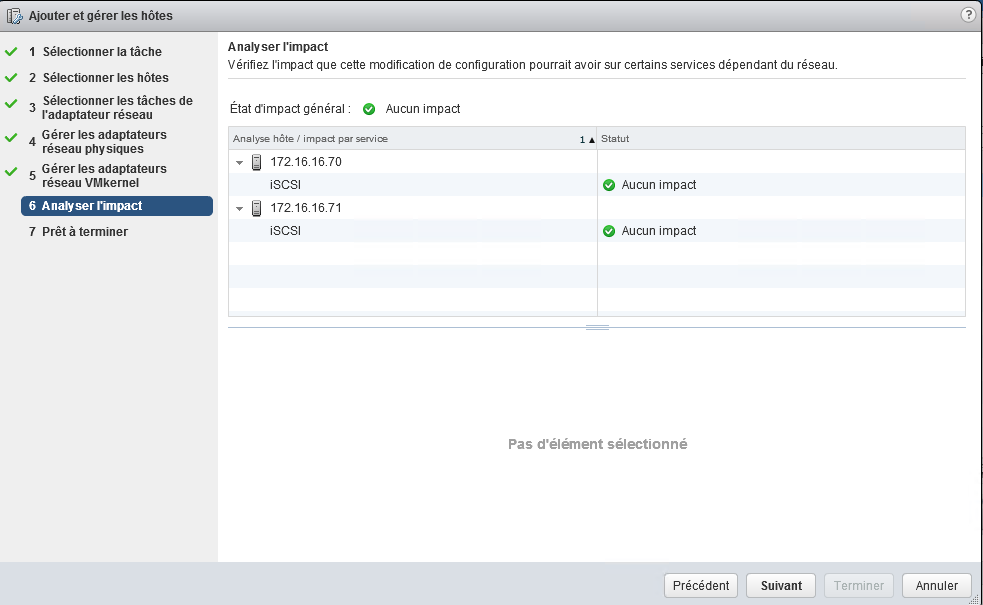 Ajouter et gérer les hôtes
?
1 Sélectionner la tâche
2 Sélectionner les hôtes
3 Sélectionner les tâches de
l'adaptateur réseau
4 Gérer les adaptateurs
réseau physiques
5 Gérer les adaptateurs
réseau VMkernel
6 Analyser l'impact
7 Prêt à terminer
Analyser l'impact
Vérifiez l'impact que cette modification de configuration pourrait avoir sur certains services dépendant du réseau.
État d'impact général : Aucun impact
Analyse hôte / impact par service 1 ▲ Statut
172.16.16.70
iSCSI Aucun impact
172.16.16.71
iSCSI Aucun impact
Pas d'élément sélectionné
Précédent Suivant Terminer Annuler